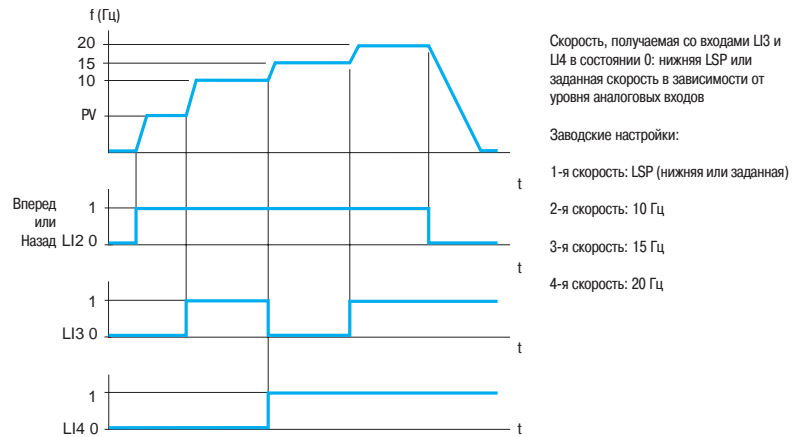 f (Гц)
20
15
10
PV
t
Вперед
или
Назад LI2 0
1
t
1
LI3 0
t
1
LI4 0
t
Скорость, получаемая со входами LI3 и
LI4 в состоянии 0: нижняя LSP или
заданная скорость в зависимости от
уровня аналоговых входов
Заводские настройки:
1-я скорость: LSP (нижняя или заданная)
2-я скорость: 10 Гц
3-я скорость: 15 Гц
4-я скорость: 20 Гц